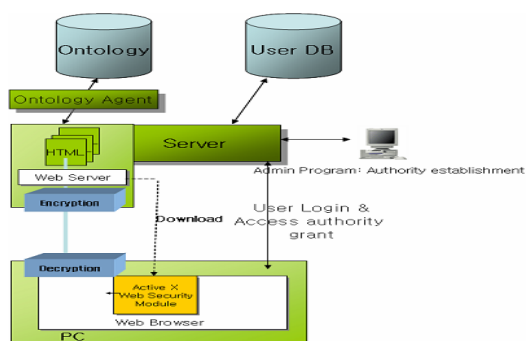 Ontology
User DB
Ontology Agent
HTML
Server
Web Server
Admin Program: Authority establishment
Encryption
Download
User Login &
Access authority
grant
Decryption
Active X
Web Security
Module
Web Browser
PC